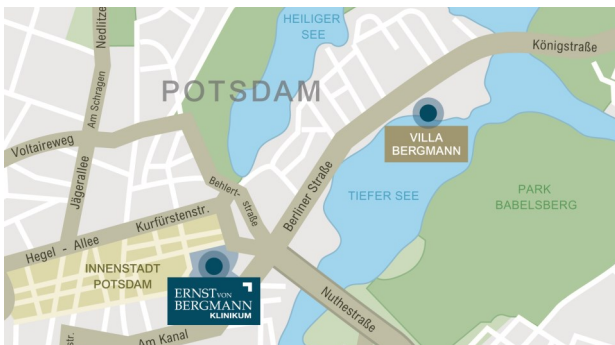 HEILIGER
SEE
Nedlitze
Königstraße
POTSDAM
Am Schragen
Voltaireweg
VILLA
BERGMANN
Jägerallee
Behlert-
straße
Berliner Straße
TIEFER SEE
PARK
BABELSBERG
Kurfürstenstr.
Hegel - Allee
INNENSTADT
POTSDAM
ERNST VON
BERGMANN
KLINIKUM
Nuthestraße
Am Kanal